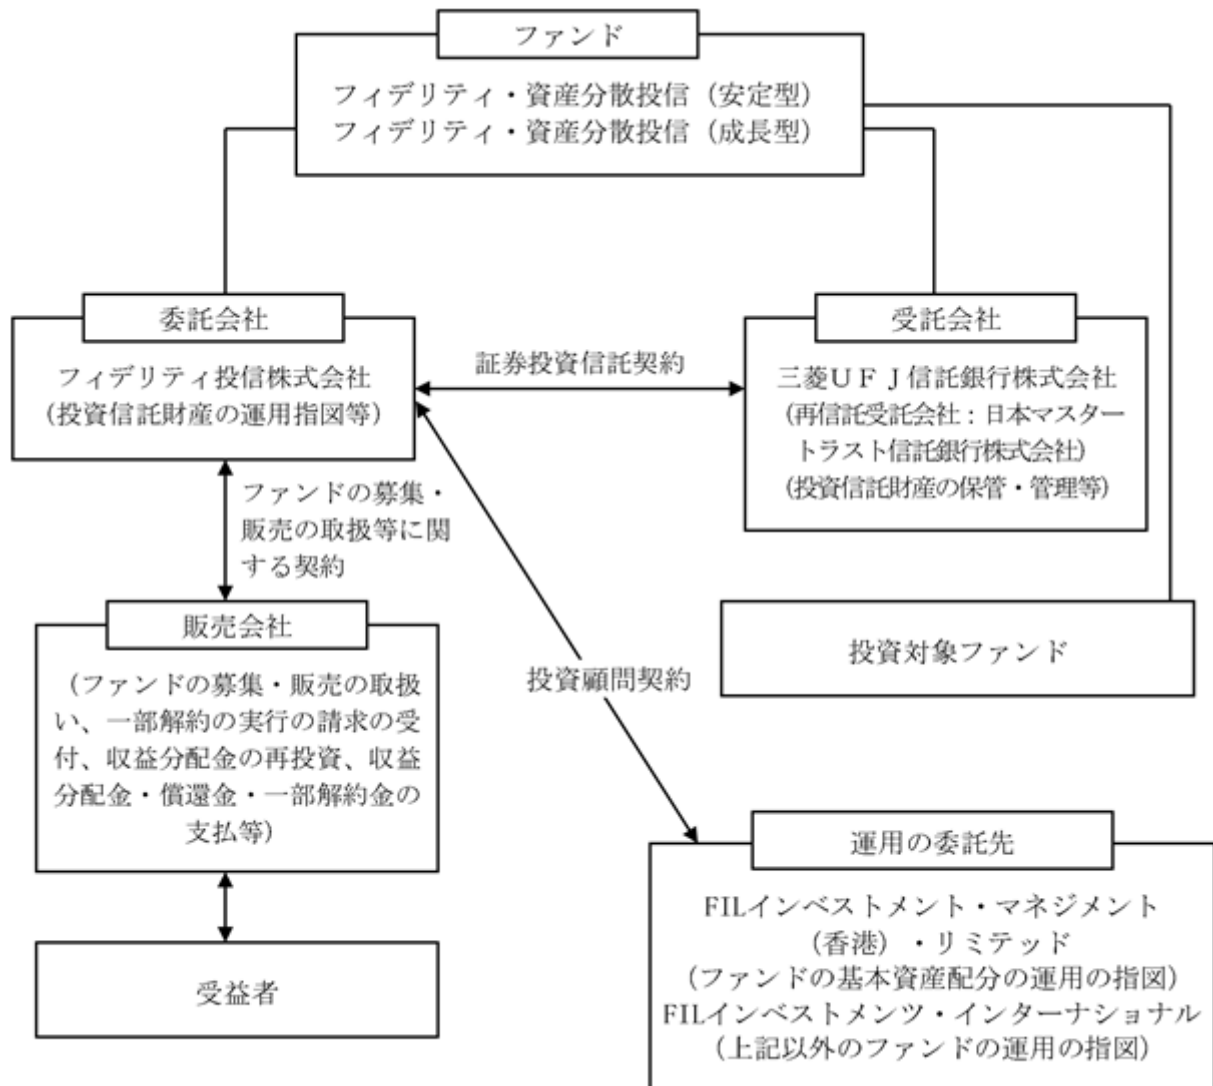 ファンド
フィデリティ・資産分散投信（安定型）
フィデリティ・資産分散投信（成長型）
委託会社
フィデリティ投信株式会社
（投資信託財産の運用指図等）
証券投資信託契約
受託会社
三菱ＵＦＪ信託銀行株式会社
（再信託受託会社：日本マスター
トラスト信託銀行株式会社）
（投資信託財産の保管・管理等）
ファンドの募集・
販売の取扱等に関
する契約
販売会社
（ファンドの募集・販売の取扱
い、一部解約の実行の請求の受
付、収益分配金の再投資、収益
分配金・償還金・一部解約金の
支払等）
投資顧問契約
投資対象ファンド
受益者
運用の委託先
FILインベストメント・マネジメント
（香港）・リミテッド
（ファンドの基本資産配分の運用の指図）
FILインベストメンツ・インターナショナル
（上記以外のファンドの運用の指図）